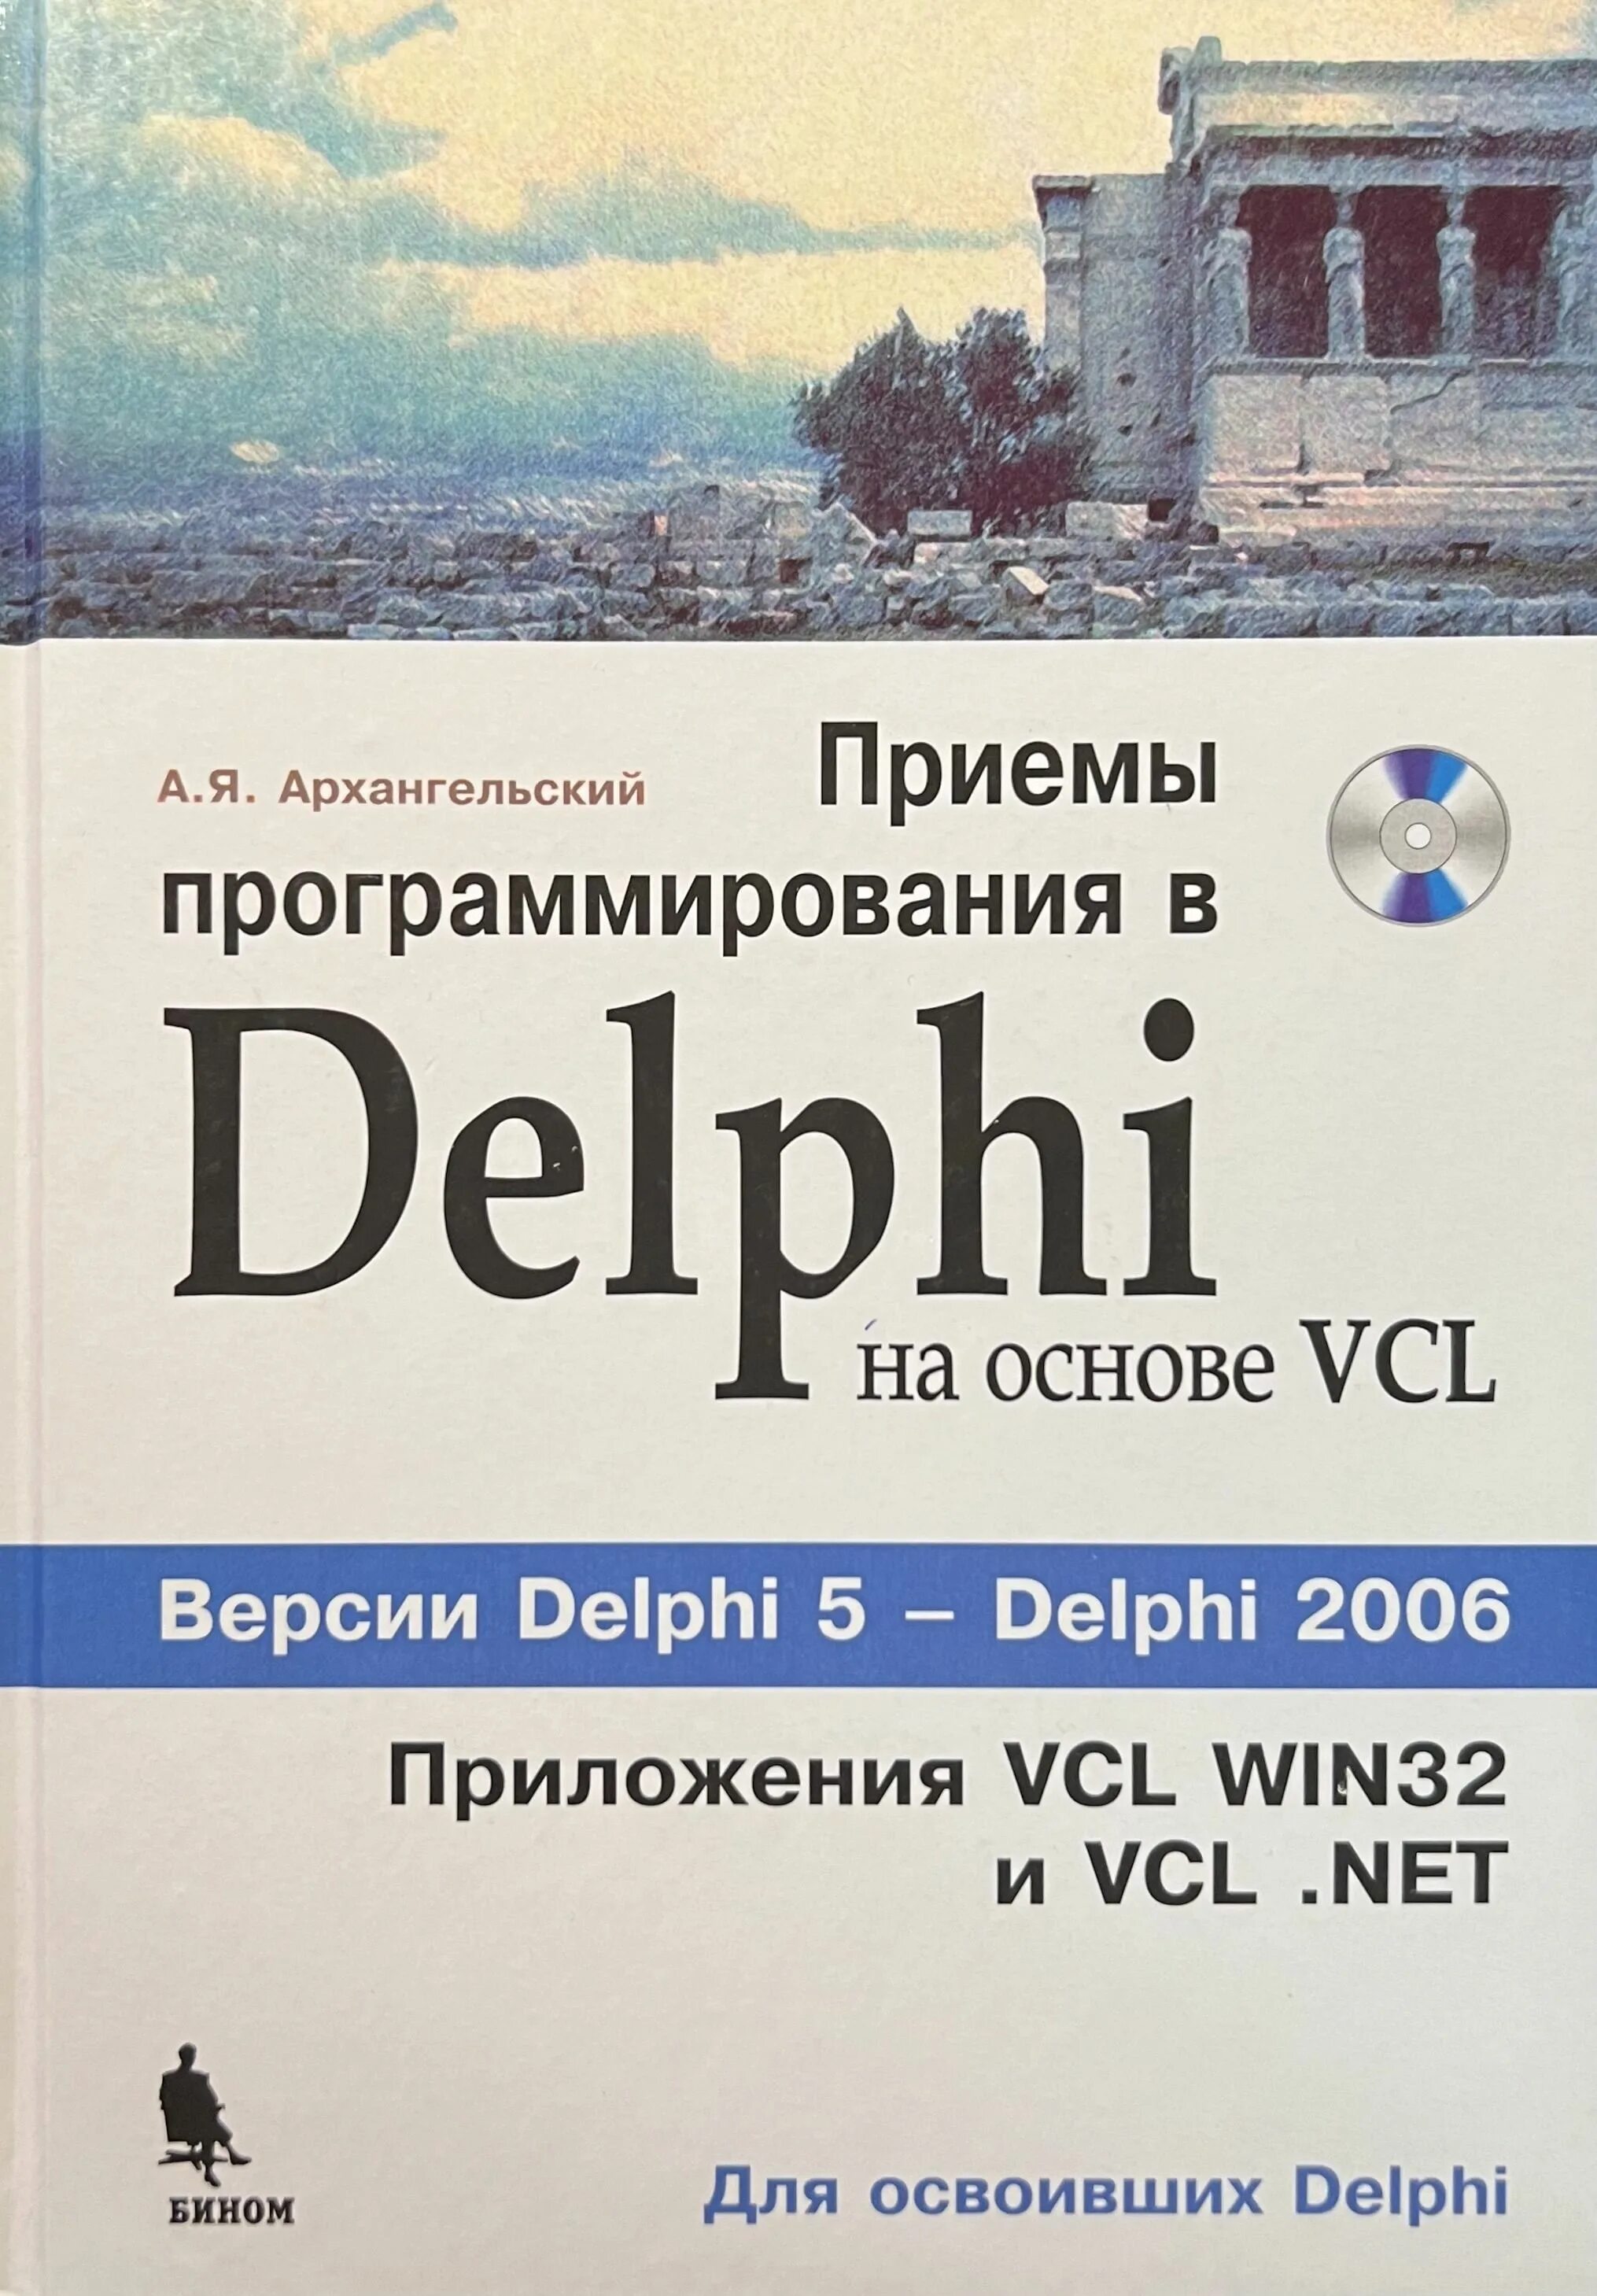 А.Я. Архангельский
Приемы
программирования в
Delphi
на основе VCL
Версии Delphi 5 – Delphi 2006
Приложения VCL WIN32
и VCL .NET
БИНОМ
Для освоивших Delphi